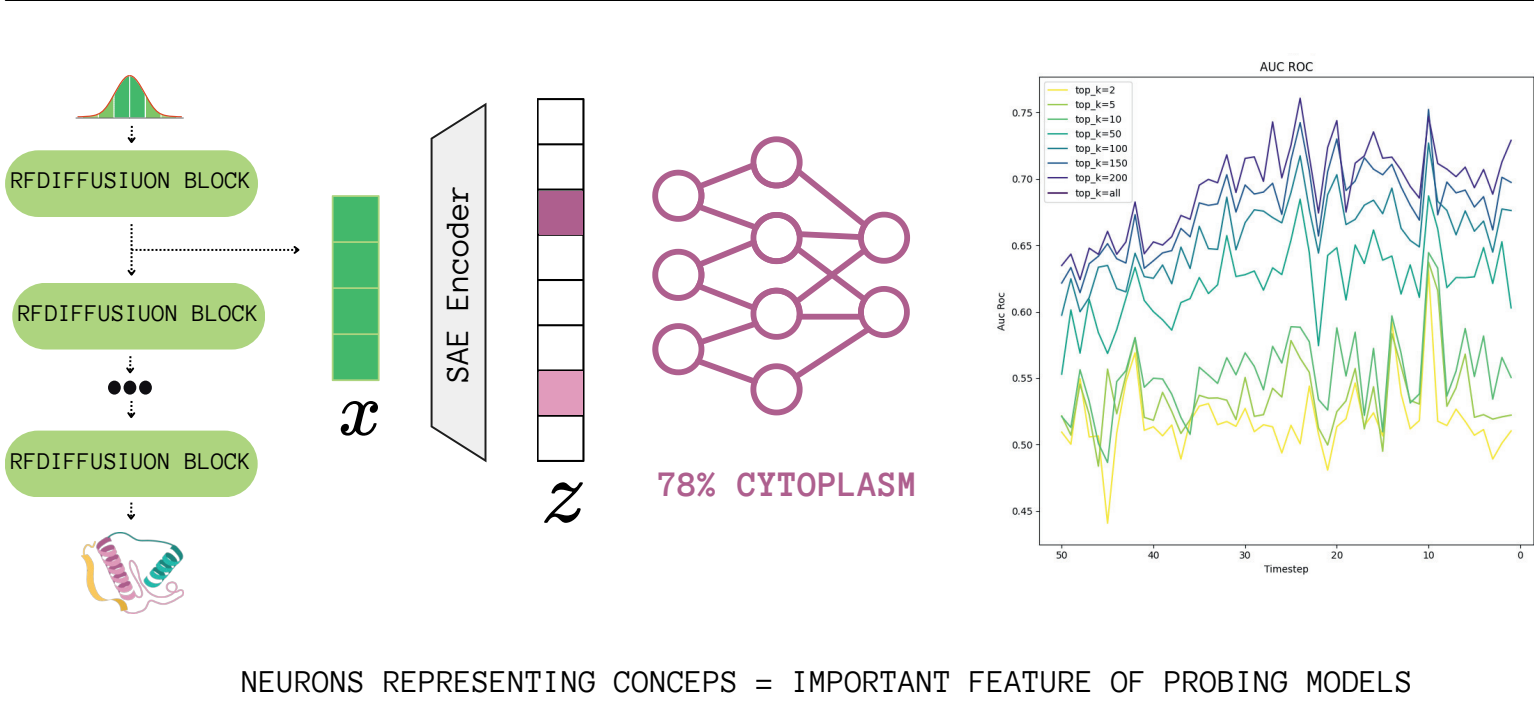 RFDIFFUSIUON BLOCK
RFDIFFUSIUON BLOCK
RFDIFFUSIUON BLOCK
x
SAE Encoder
z
78% CYTOPLASM
AUC ROC
top_k=2
top_k=5
top_k=10
top_k=50
top_k=100
top_k=150
top_k=200
top_k=all
Auc Roc
0.75
0.70
0.65
0.60
0.55
0.50
0.45
50 40 30 20 10 0
Timestep
NEURONS REPRESENTING CONCEPS = IMPORTANT FEATURE OF PROBING MODELS